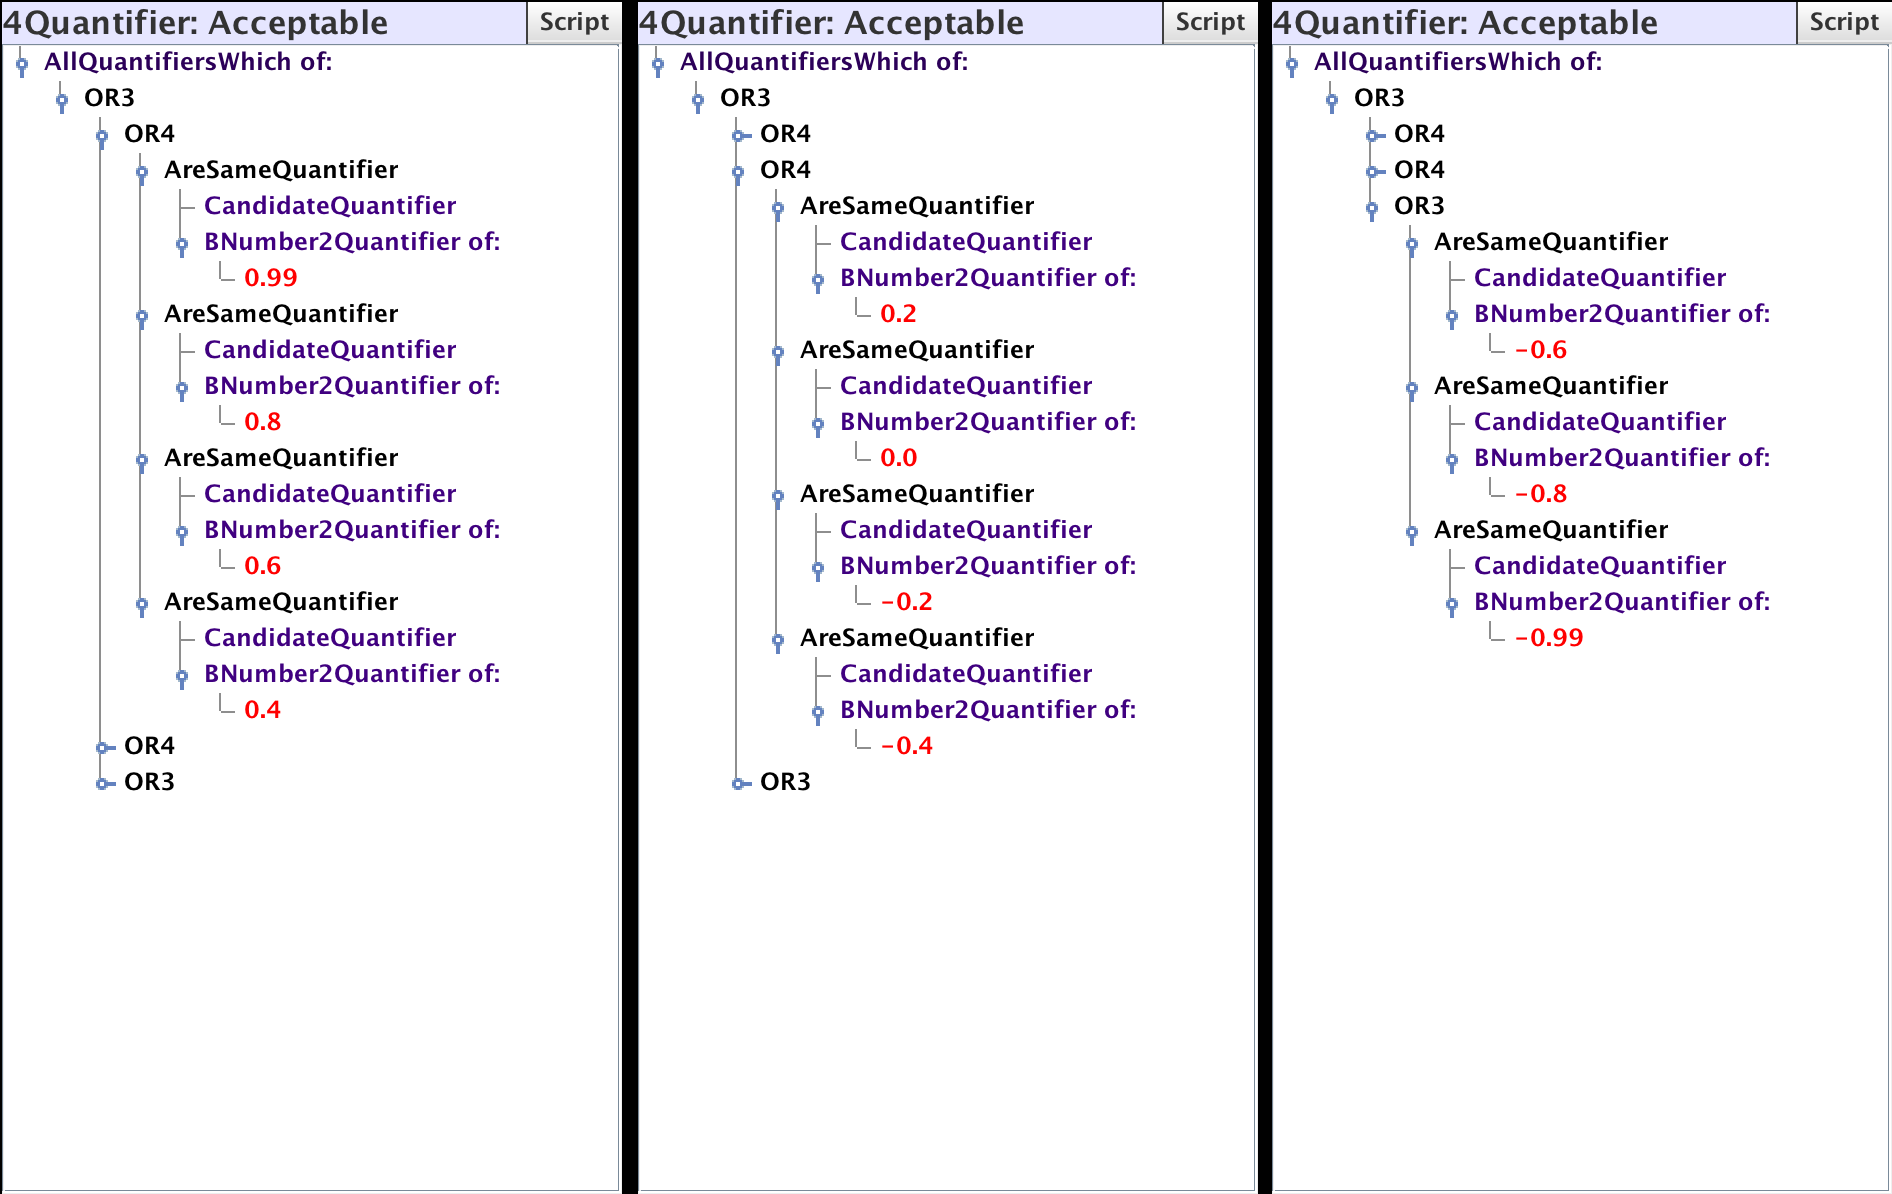 4Quantifier: Acceptable Script
AllQuantifiersWhich of:
OR3
OR4
AreSameQuantifier
CandidateQuantifier
BNumber2Quantifier of:
0.99
AreSameQuantifier
CandidateQuantifier
BNumber2Quantifier of:
0.8
AreSameQuantifier
CandidateQuantifier
BNumber2Quantifier of:
0.6
AreSameQuantifier
CandidateQuantifier
BNumber2Quantifier of:
0.4
OR4
OR3
4Quantifier: Acceptable Script
AllQuantifiersWhich of:
OR3
OR4
OR4
AreSameQuantifier
CandidateQuantifier
BNumber2Quantifier of:
0.2
AreSameQuantifier
CandidateQuantifier
BNumber2Quantifier of:
0.0
AreSameQuantifier
CandidateQuantifier
BNumber2Quantifier of:
-0.2
AreSameQuantifier
CandidateQuantifier
BNumber2Quantifier of:
-0.4
OR3
4Quantifier: Acceptable Script
AllQuantifiersWhich of:
OR3
OR4
OR4
OR3
AreSameQuantifier
CandidateQuantifier
BNumber2Quantifier of:
-0.6
AreSameQuantifier
CandidateQuantifier
BNumber2Quantifier of:
-0.8
AreSameQuantifier
CandidateQuantifier
BNumber2Quantifier of:
-0.99